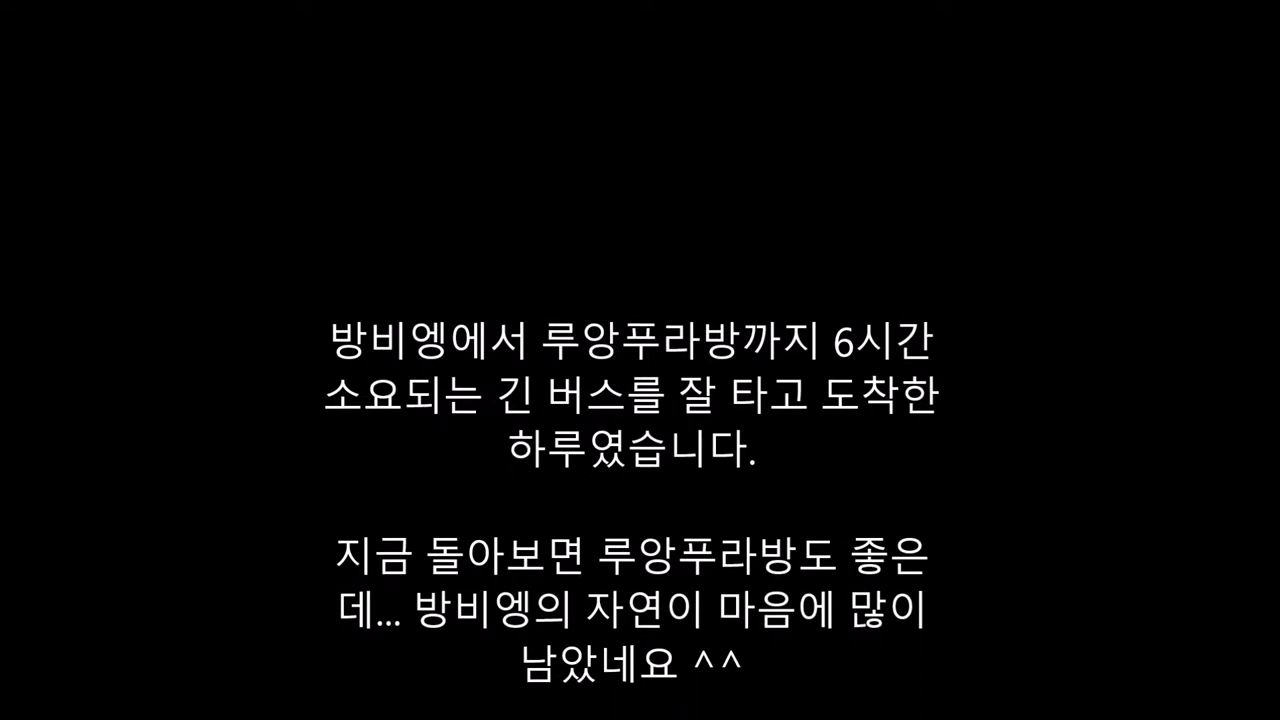 방비엥에서 루앙푸라방까지 6시간
소요되는 긴 버스를 잘 타고 도착한
하루였습니다.
지금 돌아보면 루앙푸라방도 좋은
데... 방비엥의 자연이 마음에 많이
남았네요 ^^